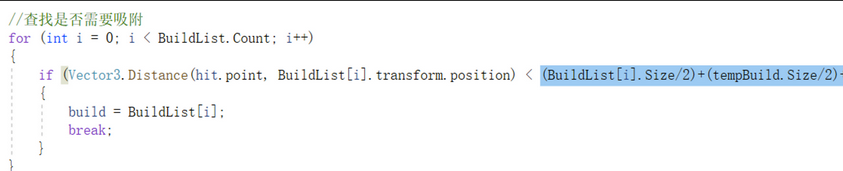 //查找是否需要吸附
for (int i = 0; i < BuildList.Count; i++)
{
if (Vector3.Distance(hit.point, BuildList[i].transform.position) < (BuildList[i].Size/2)+(tempBuild.Size/2)
{
build = BuildList[i];
break;
}
}